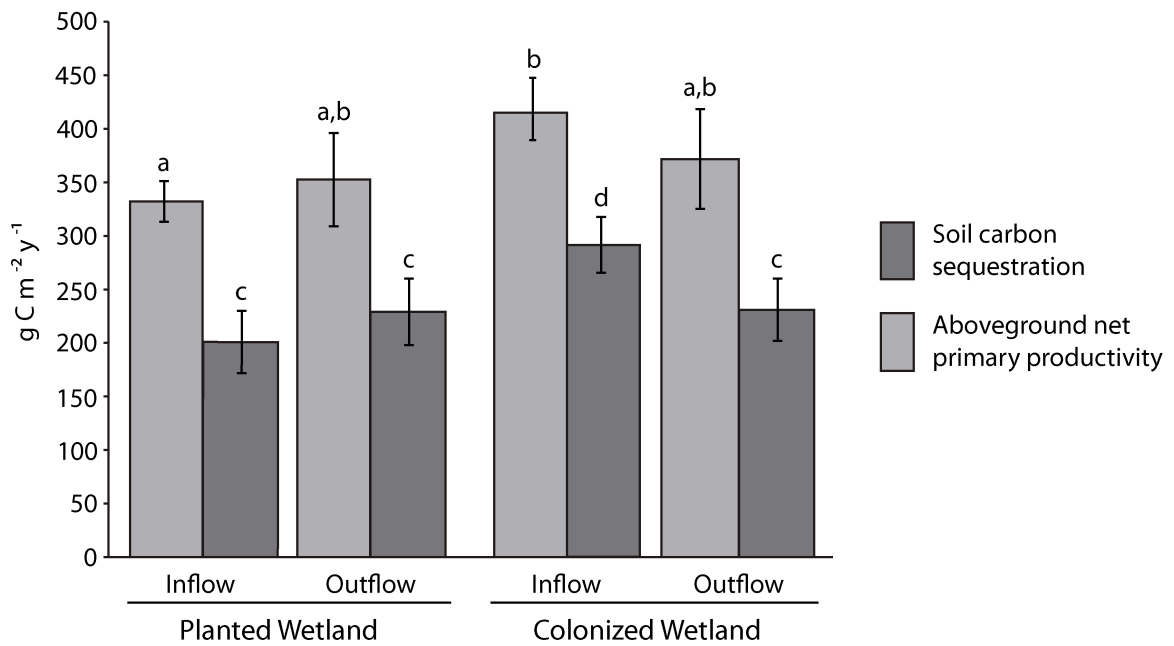 500
450
400
350
300
250
200
150
100
50
0
g C m⁻² y⁻¹
a
c
a,b
c
b
d
a,b
c
Inflow
Outflow
Inflow
Outflow
Planted Wetland
Colonized Wetland
Soil carbon
sequestration
Aboveground net
primary productivity